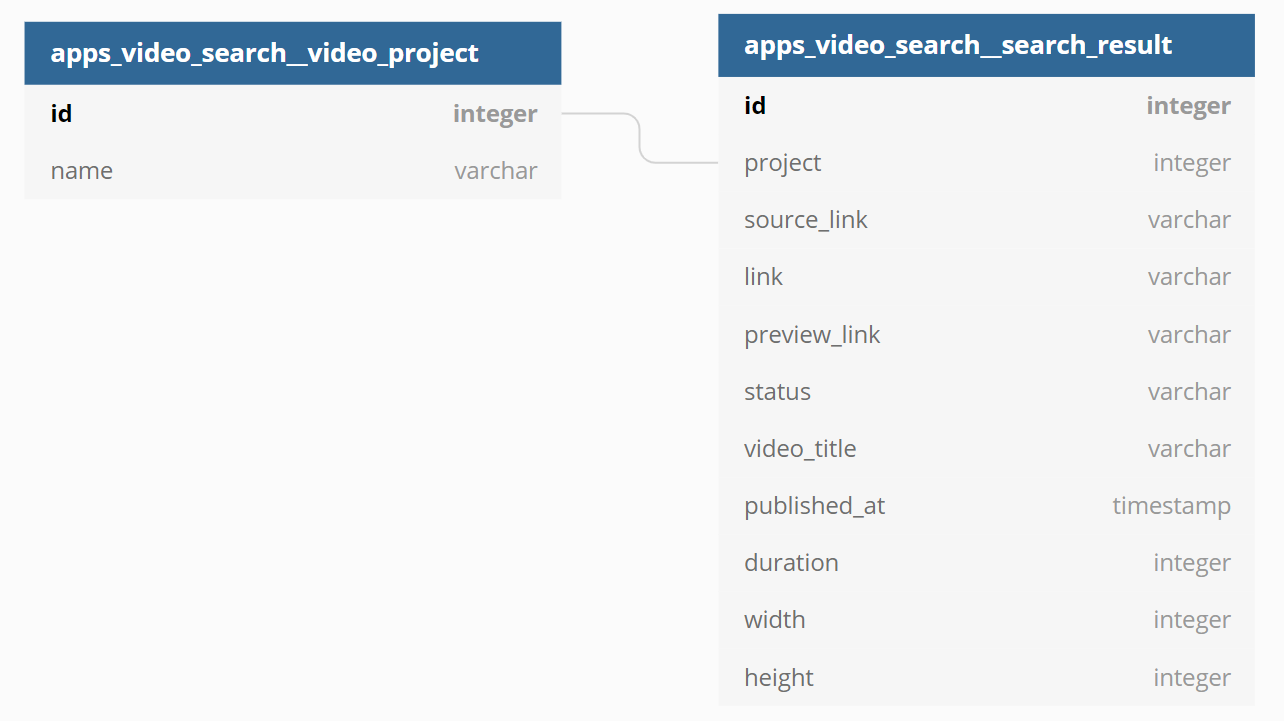 apps_video_search__video_project
id integer
name varchar
apps_video_search__search_result
id integer
project integer
source_link varchar
link varchar
preview_link varchar
status varchar
video_title varchar
published_at timestamp
duration integer
width integer
height integer